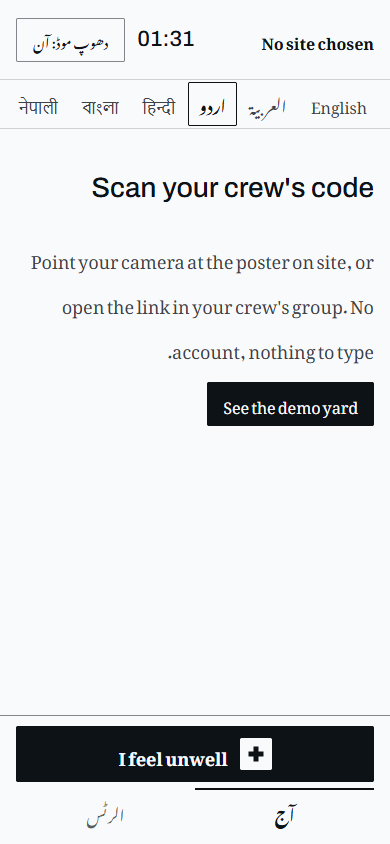 No site chosen
01:31
دھوپ موڈ: آن
English
العربية
اردو
हिन्दी
বাংলা
नेपाली
Scan your crew's code
Point your camera at the poster on site, or
open the link in your crew's group. No
account, nothing to type.
See the demo yard
I feel unwell
آج
الرٹس